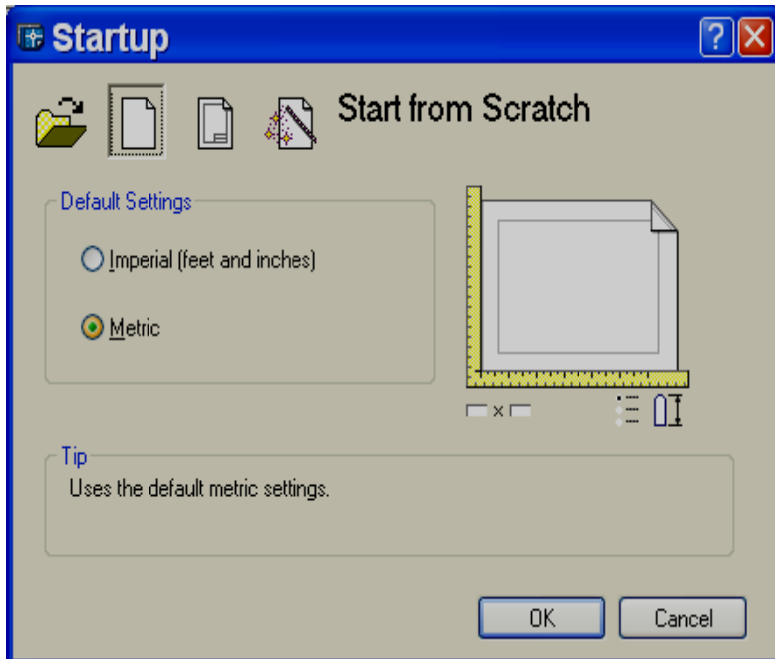 Startup
Start from Scratch
Default Settings
Imperial (feet and inches)
Metric
Tip
Uses the default metric settings.
OK
Cancel